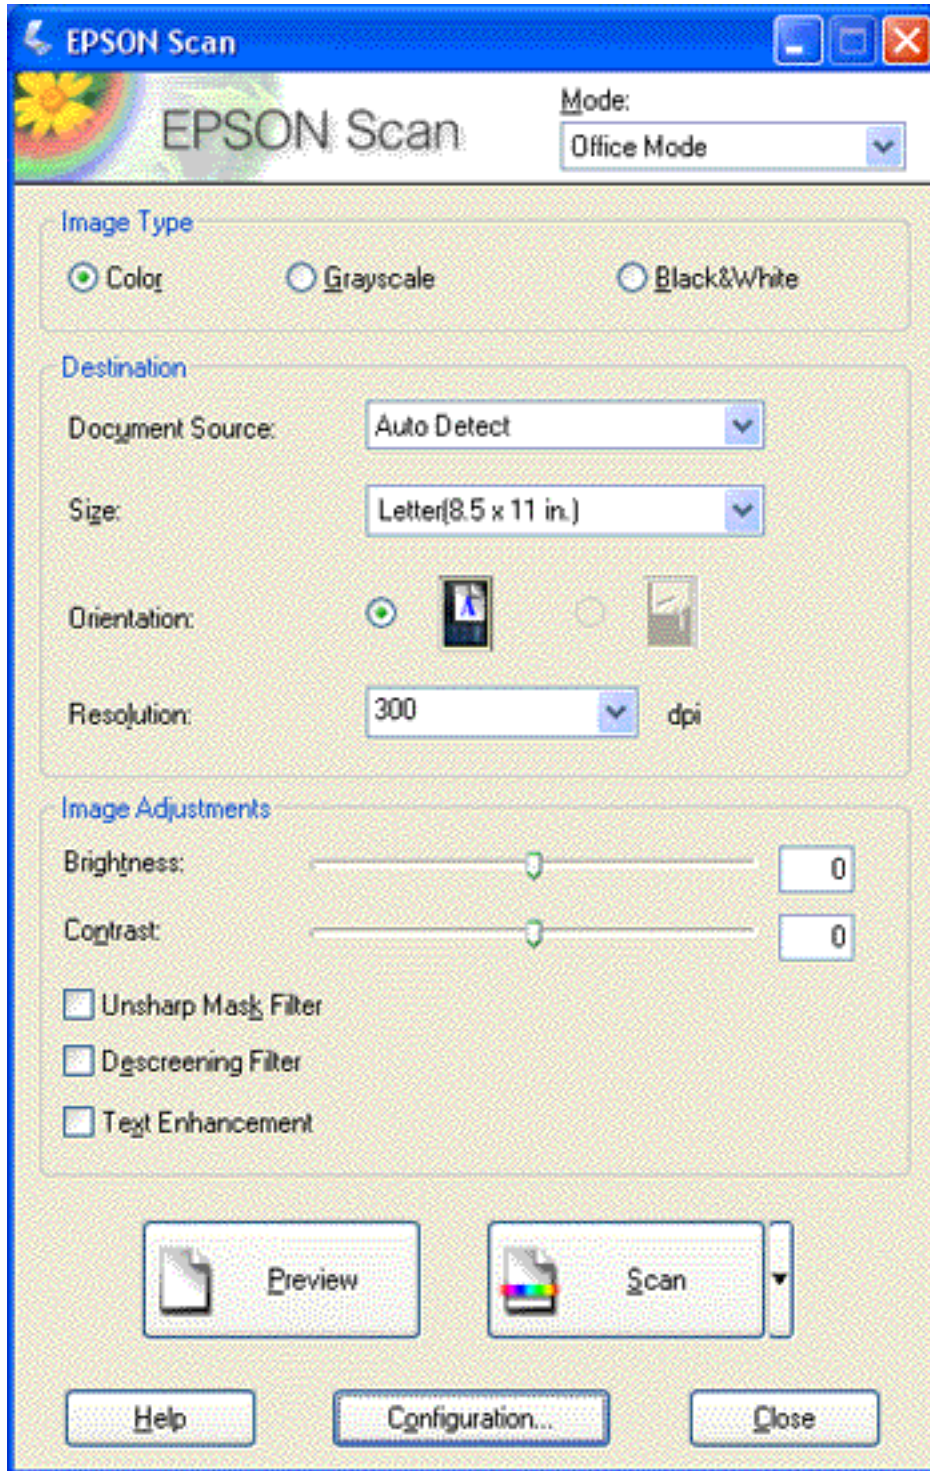 EPSON Scan
EPSON Scan
Mode:
Office Mode
Image Type
Color
Grayscale
Black&White
Destination
Document Source:
Auto Detect
Size:
Letter(8.5 x 11 in.)
Orientation:
A
Resolution:
300
dpi
Image Adjustments
Brightness:
0
Contrast:
0
Unsharp Mask Filter
Descreening Filter
Text Enhancement
Preview
Scan
Help
Configuration...
Close